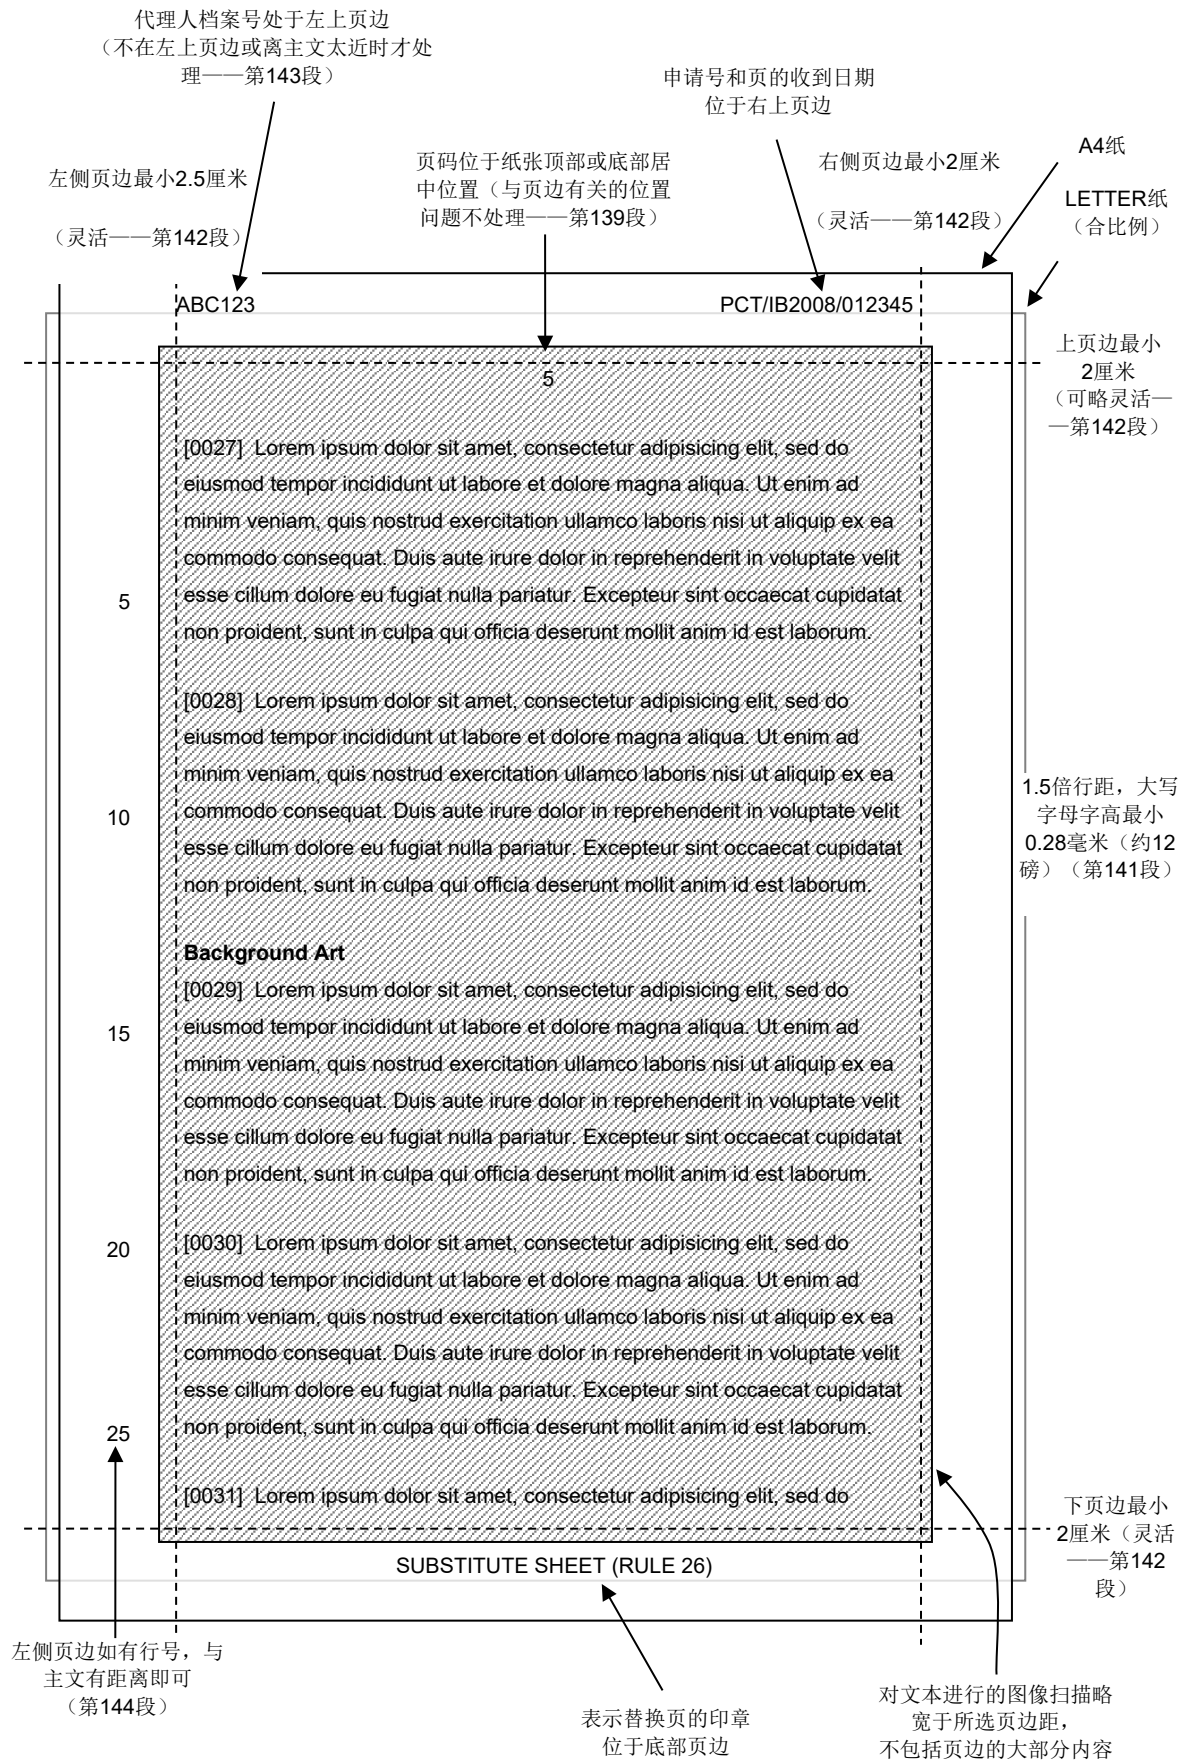 代理人档案号处于左上页边
（不在左上页边或离主文太近时才处
理——第143段）
申请号和页的收到日期
位于右上页边
页码位于纸张顶部或底部居
中位置（与页边有关的位置
问题不处理——第139段）
左侧页边最小2.5厘米
（灵活——第142段）
右侧页边最小2厘米
（灵活——第142段）
A4纸
LETTER纸
（合比例）
ABC123
PCT/IB2008/012345
上页边最小
2厘米
（可略灵活—
—第142段）
5
[0027] Lorem ipsum dolor sit amet, consectetur adipisicing elit, sed do
eiusmod tempor incididunt ut labore et dolore magna aliqua. Ut enim ad
minim veniam, quis nostrud exercitation ullamco laboris nisi ut aliquip ex ea
commodo consequat. Duis aute irure dolor in reprehenderit in voluptate velit
5 esse cillum dolore eu fugiat nulla pariatur. Excepteur sint occaecat cupidatat
non proident, sunt in culpa qui officia deserunt mollit anim id est laborum.
[0028] Lorem ipsum dolor sit amet, consectetur adipisicing elit, sed do
eiusmod tempor incididunt ut labore et dolore magna aliqua. Ut enim ad
minim veniam, quis nostrud exercitation ullamco laboris nisi ut aliquip ex ea
10 commodo consequat. Duis aute irure dolor in reprehenderit in voluptate velit
esse cillum dolore eu fugiat nulla pariatur. Excepteur sint occaecat cupidatat
non proident, sunt in culpa qui officia deserunt mollit anim id est laborum.
1.5倍行距，大写
字母字高最小
0.28毫米（约12
磅）（第141段）
Background Art
[0029] Lorem ipsum dolor sit amet, consectetur adipisicing elit, sed do
15 eiusmod tempor incididunt ut labore et dolore magna aliqua. Ut enim ad
minim veniam, quis nostrud exercitation ullamco laboris nisi ut aliquip ex ea
commodo consequat. Duis aute irure dolor in reprehenderit in voluptate velit
esse cillum dolore eu fugiat nulla pariatur. Excepteur sint occaecat cupidatat
non proident, sunt in culpa qui officia deserunt mollit anim id est laborum.
20 [0030] Lorem ipsum dolor sit amet, consectetur adipisicing elit, sed do
eiusmod tempor incididunt ut labore et dolore magna aliqua. Ut enim ad
minim veniam, quis nostrud exercitation ullamco laboris nisi ut aliquip ex ea
commodo consequat. Duis aute irure dolor in reprehenderit in voluptate velit
esse cillum dolore eu fugiat nulla pariatur. Excepteur sint occaecat cupidatat
25 non proident, sunt in culpa qui officia deserunt mollit anim id est laborum.
[0031] Lorem ipsum dolor sit amet, consectetur adipisicing elit, sed do
下页边最小
2厘米（灵活
——第142
段）
SUBSTITUTE SHEET (RULE 26)
左侧页边如有行号，与
主文有距离即可
（第144段）
表示替换页的印章
位于底部页边
对文本进行的图像扫描略
宽于所选页边距，
不包括页边的大部分内容